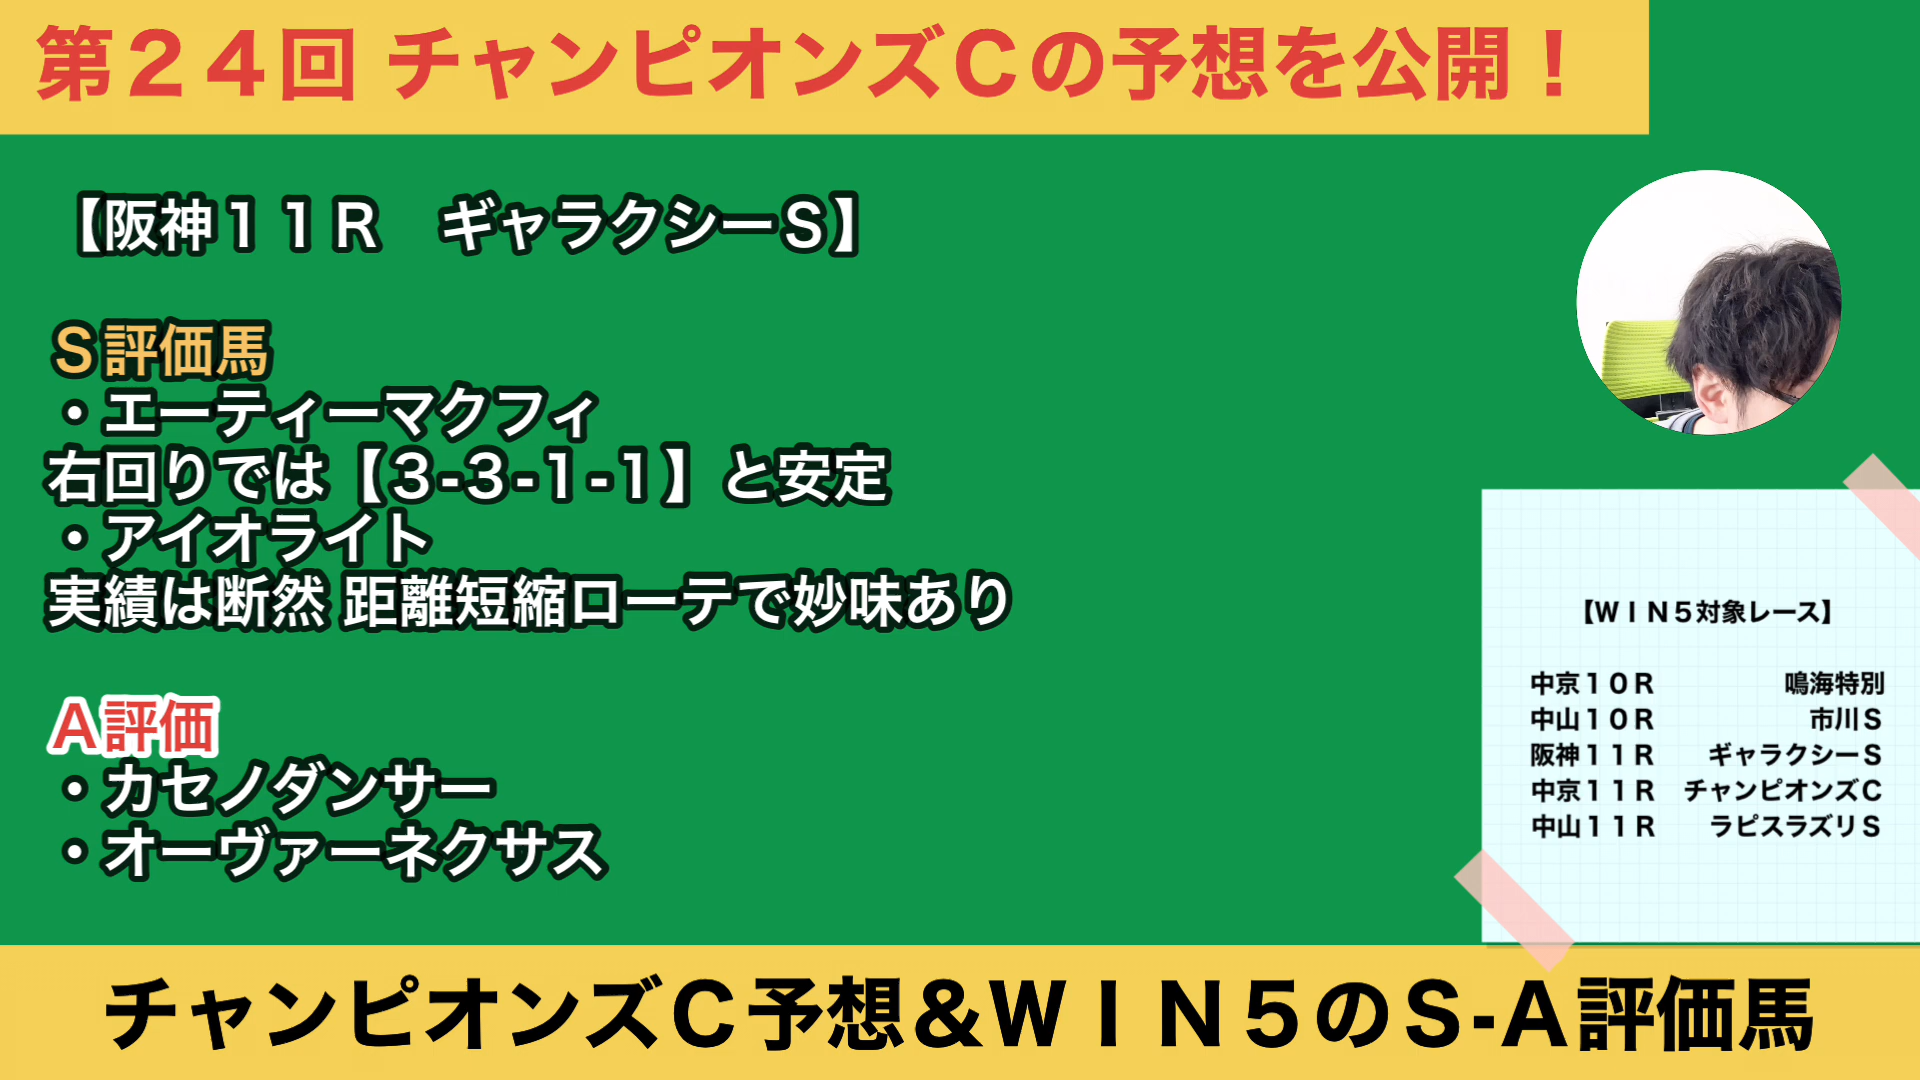 第２４回 チャンピオンズＣの予想を公開！
【阪神１１Ｒ　ギャラクシーＳ】
Ｓ評価馬
・エーティーマクフィ
右回りでは【３-３-１-１】と安定
・アイオライト
実績は断然 距離短縮ローテで妙味あり
Ａ評価
・カセノダンサー
・オーヴァーネクサス
【ＷＩＮ５対象レース】
中京１０Ｒ　鳴海特別
中山１０Ｒ　市川Ｓ
阪神１１Ｒ　ギャラクシーＳ
中京１１Ｒ　チャンピオンズＣ
中山１１Ｒ　ラピスラズリＳ
チャンピオンズＣ予想＆ＷＩＮ５のＳ-Ａ評価馬